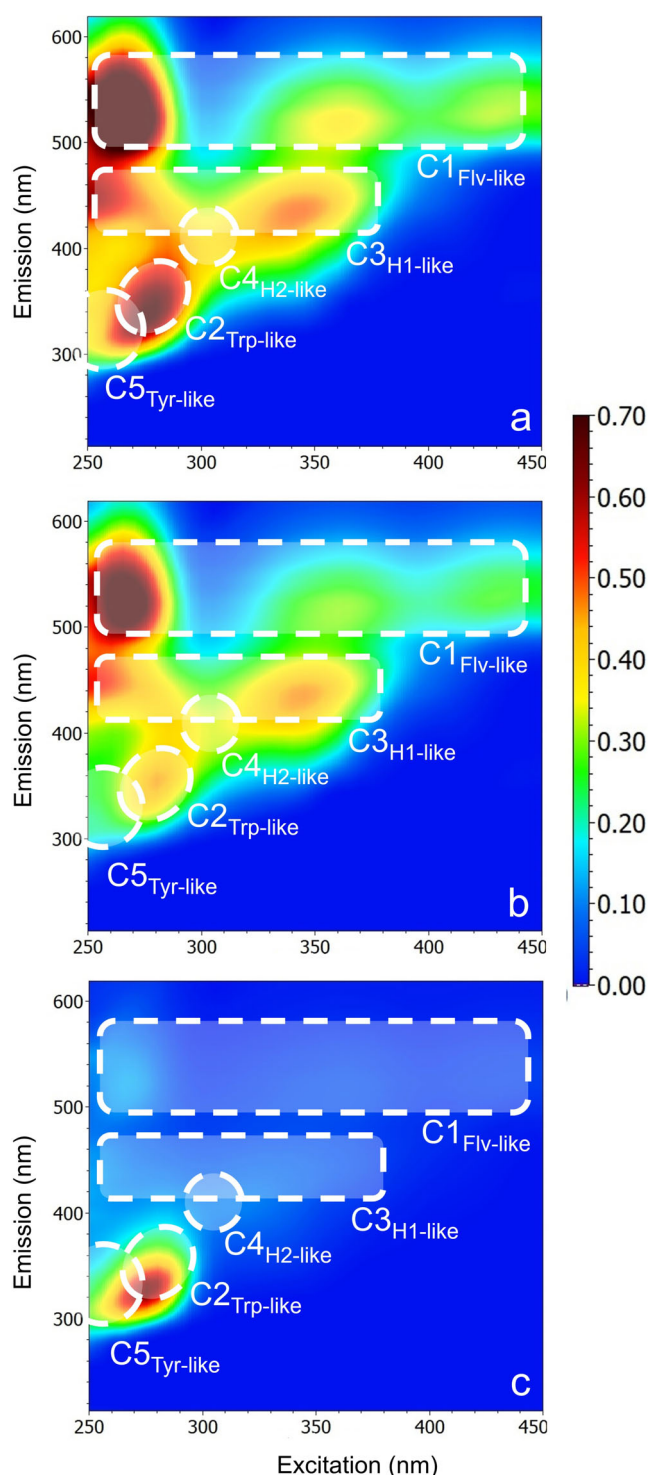 600
500
400
300
Emission (nm)
C1Flv-like
C3H1-like
C4H2-like
C2Trp-like
C5Tyr-like
a
250 300 350 400 450
0.70
0.60
0.50
0.40
0.30
0.20
0.10
0.00
600
500
400
300
Emission (nm)
C1Flv-like
C3H1-like
C4H2-like
C2Trp-like
C5Tyr-like
b
250 300 350 400 450
600
500
400
300
Emission (nm)
C1Flv-like
C3H1-like
C4H2-like
C2Trp-like
C5Tyr-like
c
250 300 350 400 450
Excitation (nm)